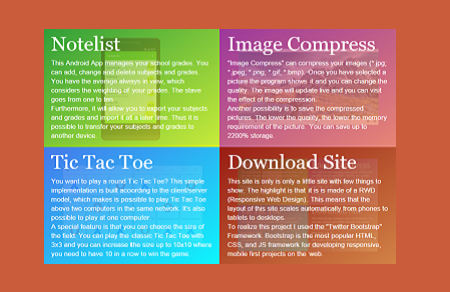 Notelist
This Android App manages your school grades. You
can add, change and delete subjects and grades.
You have the average always in view, which
considers the weighting of your grades. The slave
goes from one to ten.
Furthermore, it will allow you to export your subjects
and grades and import it at a later time. Thus it is
possible to transfer your subjects and grades to
another device.
Image Compress
"Image Compress" can compress your images (*.jpg;
*.jpeg; *.png; *.gif; *.bmp). Once you have selected a
picture the program shows it and you can change the
quality. The image will update live and you can visit
the effect of the compression.
Another possibility is to save the compressed
pictures. The lower the quality, the lower the memory
requirement of the picture. You can save up to
2200% storage.
Tic Tac Toe
You want to play a round Tic Tac Toe? This simple
implementation is built according to the client/server
model, which makes is possible to play Tic Tac Toe
above two computers in the same network. It's also
possible to play at one computer.
A special feature is that you can choose the size of
the field. You can play the classic Tic Tac Toe with
3x3 and you can increase the size up to 10x10 where
you need to have 10 in a row to win the game.
Download Site
This site is only is only a little site with few things to
show. The highlight is that it is is made of a RWD
(Responsive Web Design). This means that the
layout of this site scales automatically from phones to
tablets to desktops.
To realize this project I used the "Twitter Bootstrap"
Framework. Bootstrap is the most popular HTML,
CSS, and JS framework for developing responsive,
mobile first projects on the web.